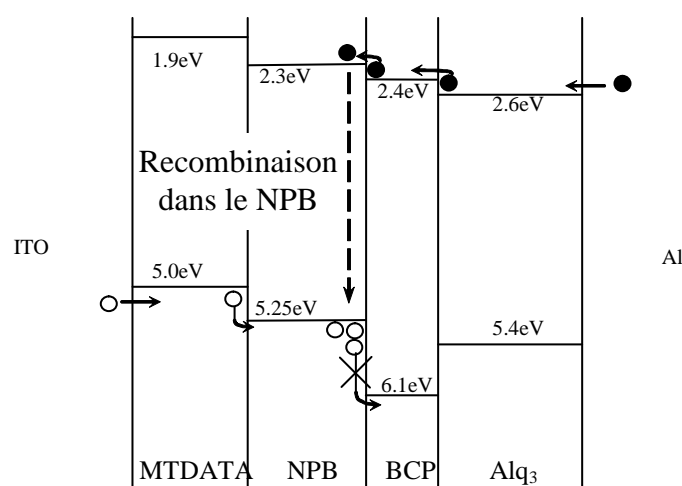 1.9eV
2.3eV
2.4eV
2.6eV
Recombinaison
dans le NPB
ITO
Al
5.0eV
5.25eV
5.4eV
6.1eV
MTDATA
NPB
BCP
Alq₃